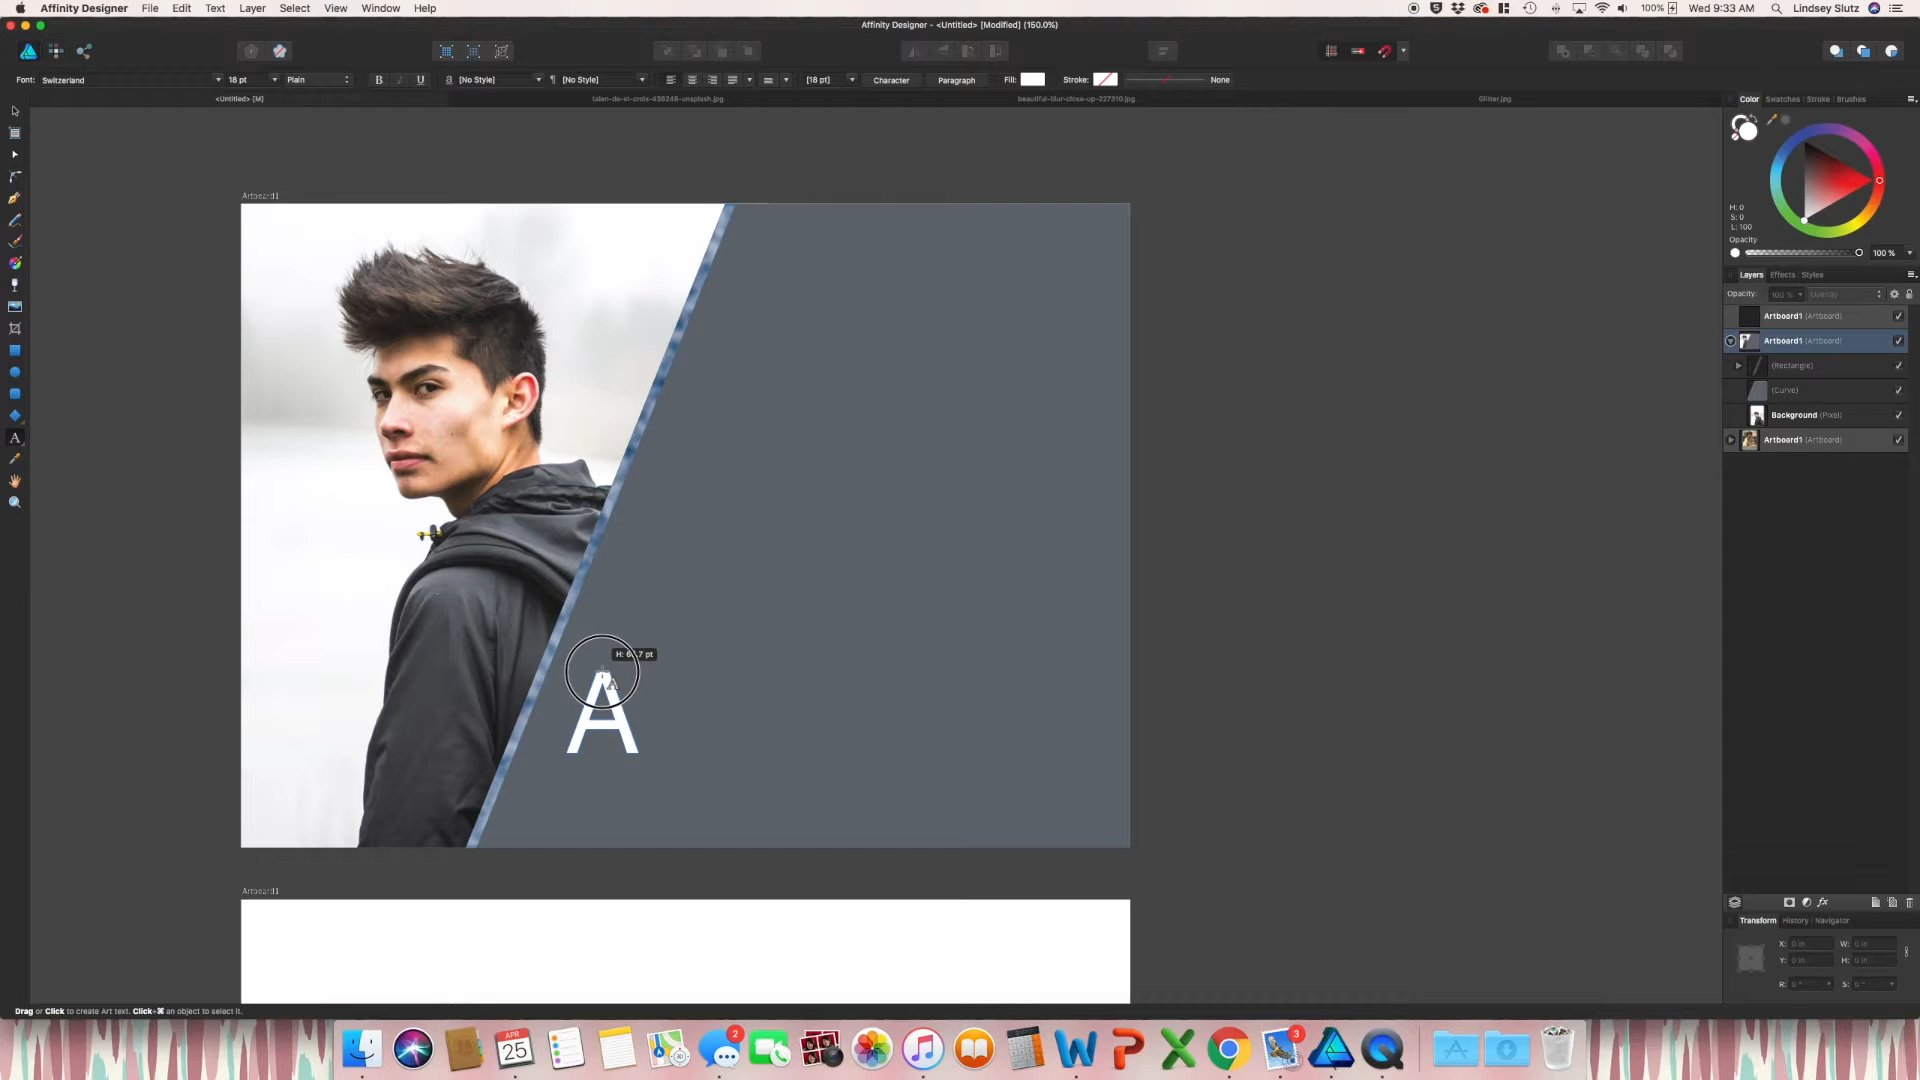 Affinity Designer File Edit Text Layer Select View Window Help
100% Wed 9:33 AM Lindsey Slutz
Affinity Designer - <Untitled> [Modified] (150.0%)
Font: Switzerland 18 pt Plain B I U a [No Style] ¶ [No Style] [18 pt] Character Paragraph Fill: Stroke: None
<Untitled> [M] talen-de-st-croix-438248-unsplash.jpg beautiful-blur-close-up-227310.jpg Glitter.jpg
Color Swatches Stroke Brushes
H: 0
S: 0
L: 100
Opacity
100 %
Layers Effects Styles
Opacity: 100 % Overlay
Artboard1 (Artboard)
Artboard1 (Artboard)
(Rectangle)
(Curve)
Background (Pixel)
Artboard1 (Artboard)
Artboard1
A
Artboard1
Transform History Navigator
X: 0 in W: 0 in
Y: 0 in H: 0 in
R: 0 ° S: 0 °
Drag or Click to create Art text. Click+⌘ an object to select it.
APR
25
2
3